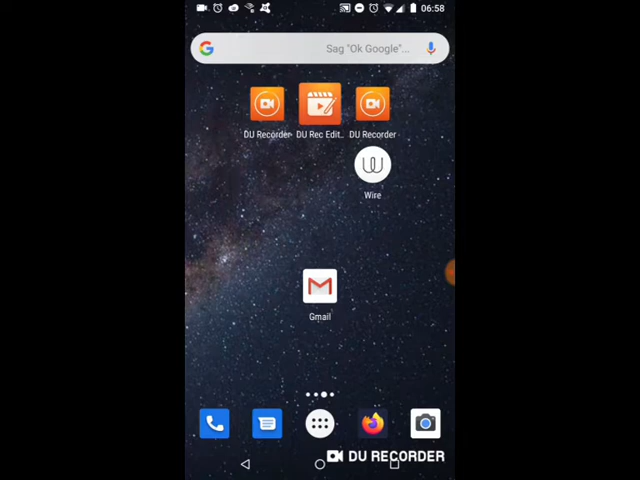 06:58
Sag "Ok Google"...
DU Recorder DU Rec Edit.. DU Recorder
Wire
Gmail
DU RECORDER